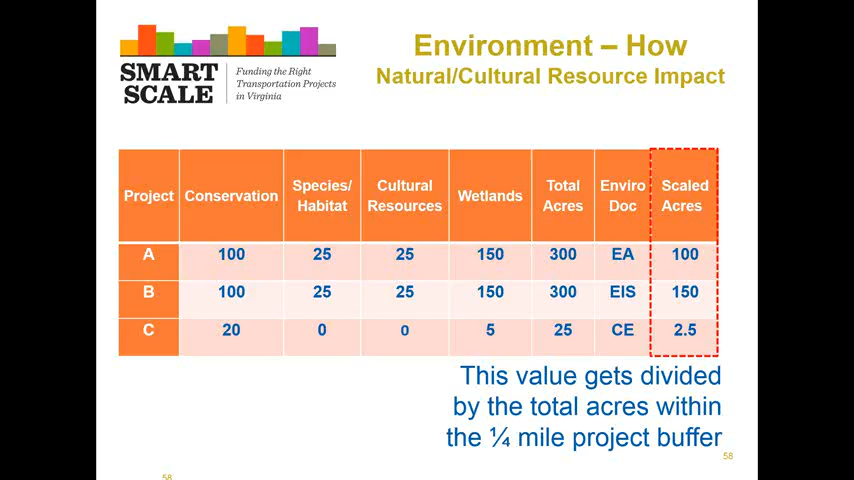 SMART
SCALE
Funding the Right
Transportation Projects
in Virginia
Environment – How
Natural/Cultural Resource Impact
Project Conservation Species/ Habitat Cultural Resources Wetlands Total Acres Enviro Doc Scaled Acres
A 100 25 25 150 300 EA 100
B 100 25 25 150 300 EIS 150
C 20 0 0 5 25 CE 2.5
This value gets divided
by the total acres within
the ¼ mile project buffer
58
58